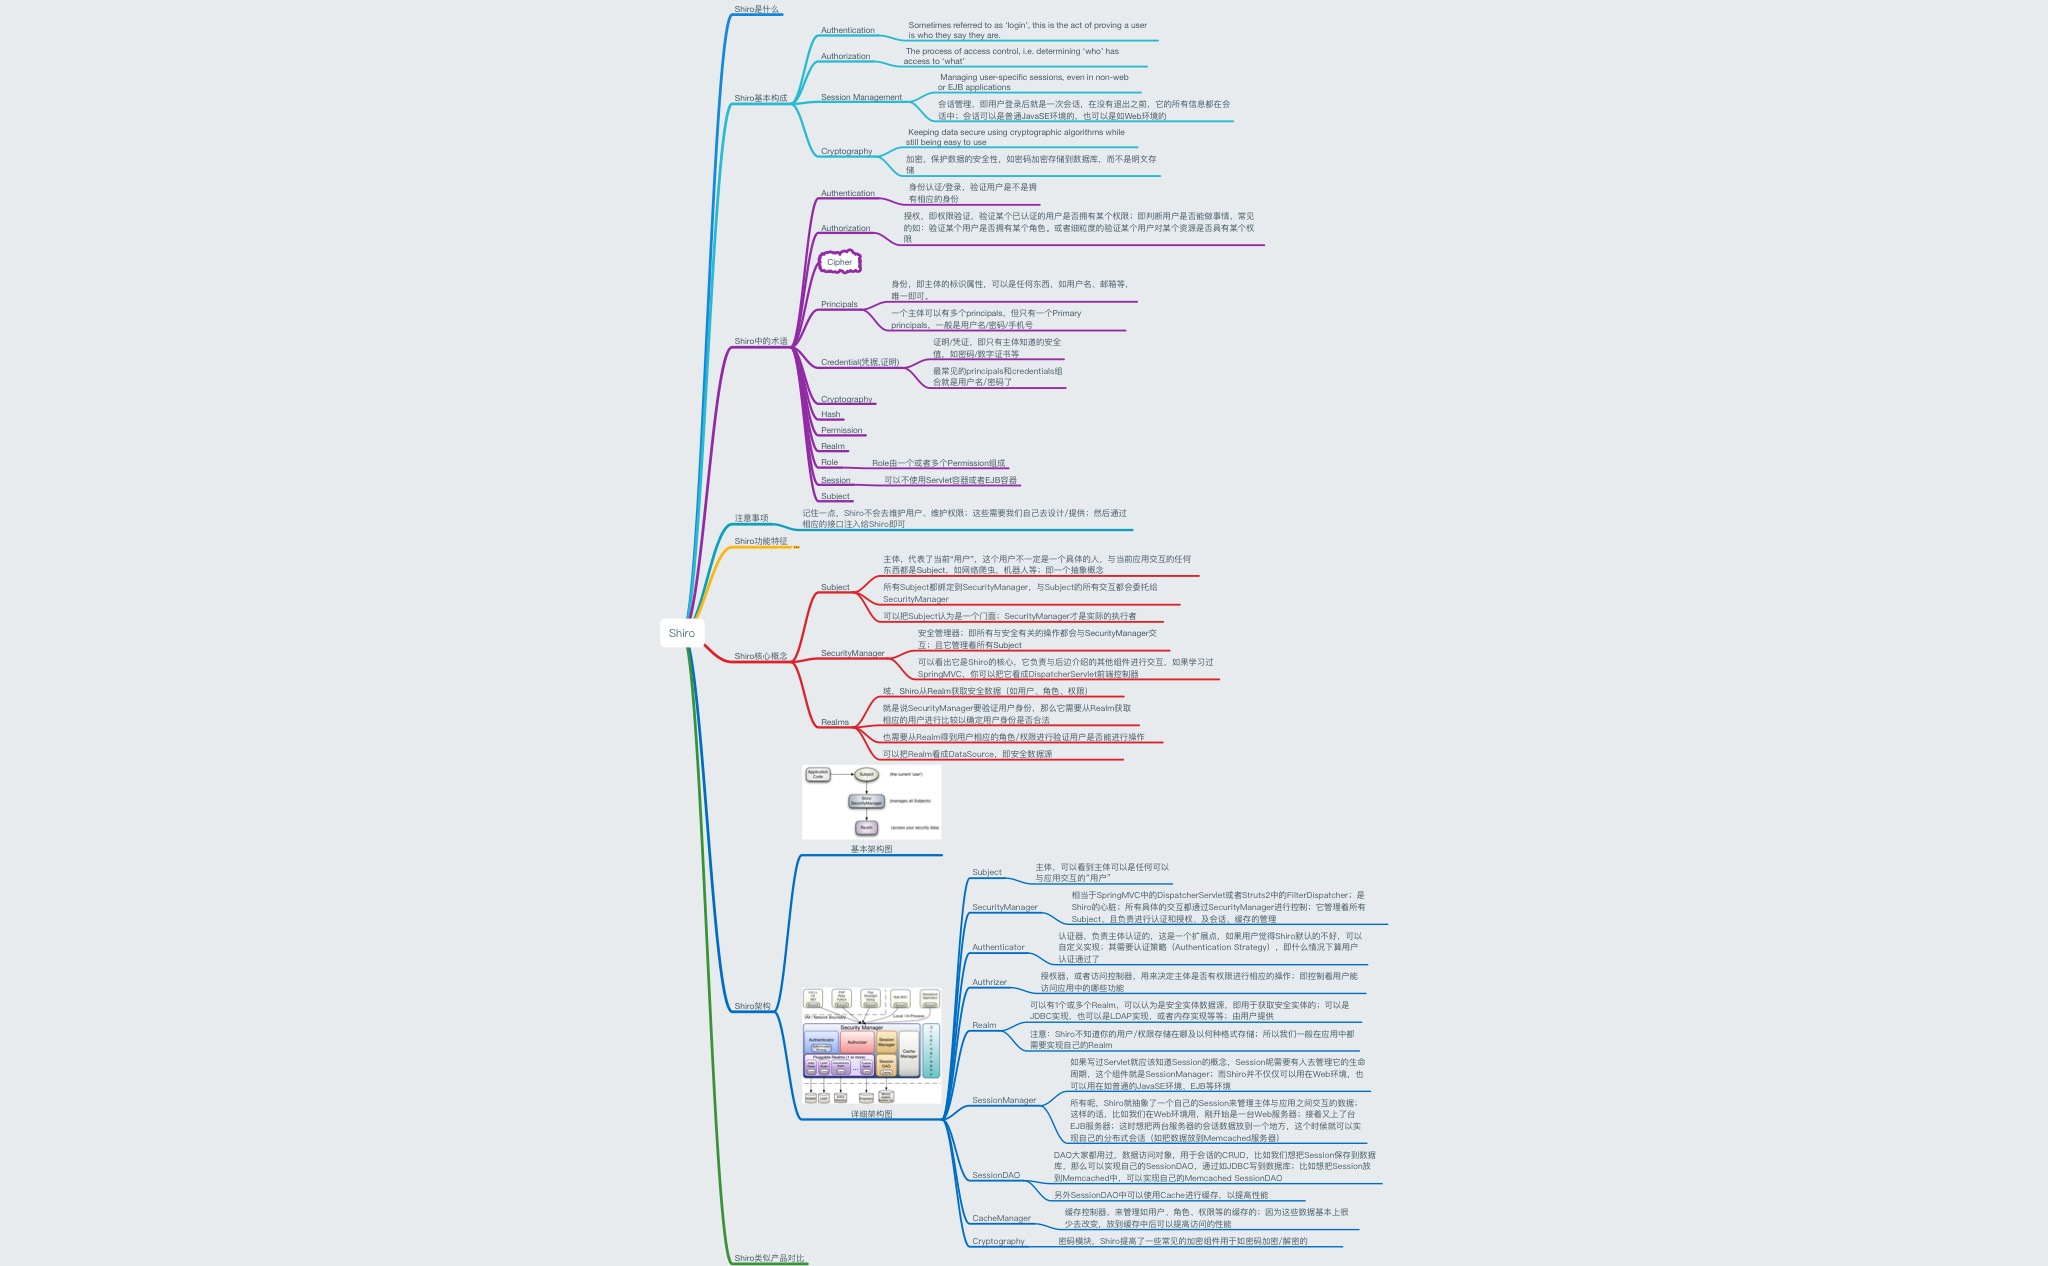 Shiro
Shiro是什么
Shiro基本构成
Authentication
Sometimes referred to as ‘login’, this is the act of proving a user
is who they say they are.
Authorization
The process of access control, i.e. determining ‘who’ has
access to ‘what’
Session Management
Managing user-specific sessions, even in non-web
or EJB applications
会话管理，即用户登录后就是一次会话，在没有退出之前，它的所有信息都在会
话中；会话可以是普通JavaSE环境的，也可以是如Web环境的
Cryptography
Keeping data secure using cryptographic algorithms while
still being easy to use
加密，保护数据的安全性，如密码加密存储到数据库，而不是明文存
储
Shiro中的术语
Authentication
身份认证/登录，验证用户是不是拥
有相应的身份
Authorization
授权，即权限验证，验证某个已认证的用户是否拥有某个权限；即判断用户是否能做事情，常见
的如：验证某个用户是否拥有某个角色。或者细粒度的验证某个用户对某个资源是否具有某个权
限
Cipher
Principals
身份，即主体的标识属性，可以是任何东西，如用户名、邮箱等，
唯一即可。
一个主体可以有多个principals，但只有一个Primary
principals，一般是用户名/密码/手机号
Credential(凭据,证明)
证明/凭证，即只有主体知道的安全
值，如密码/数字证书等
最常见的principals和credentials组
合就是用户名/密码了
Cryptography
Hash
Permission
Realm
Role
Role由一个或者多个Permission组成
Session
可以不使用Servlet容器或者EJB容器
Subject
注意事项
记住一点，Shiro不会去维护用户、维护权限；这些需要我们自己去设计/提供；然后通过
相应的接口注入给Shiro即可
Shiro功能特征
Shiro核心概念
Subject
主体，代表了当前“用户”，这个用户不一定是一个具体的人，与当前应用交互的任何
东西都是Subject，如网络爬虫，机器人等；即一个抽象概念
所有Subject都绑定到SecurityManager，与Subject的所有交互都会委托给
SecurityManager
可以把Subject认为是一个门面；SecurityManager才是实际的执行者
SecurityManager
安全管理器；即所有与安全有关的操作都会与SecurityManager交
互；且它管理着所有Subject
可以看出它是Shiro的核心，它负责与后边介绍的其他组件进行交互，如果学习过
SpringMVC，你可以把它看成DispatcherServlet前端控制器
Realms
域，Shiro从Realm获取安全数据（如用户、角色、权限）
就是说SecurityManager要验证用户身份，那么它需要从Realm获取
相应的用户进行比较以确定用户身份是否合法
也需要从Realm得到用户相应的角色/权限进行验证用户是否能进行操作
可以把Realm看成DataSource，即安全数据源
Shiro架构
Application
Code
Subject
(the current 'user')
Shiro
SecurityManager
(manages all Subjects)
Realm
(access your security data)
基本架构图
Security Manager
Authenticator
Authorizer
Session
Manager
Cache
Manager
Pluggable Realms (1 or more)
Session
DAO
详细架构图
Subject
主体，可以看到主体可以是任何可以
与应用交互的“用户”
SecurityManager
相当于SpringMVC中的DispatcherServlet或者Struts2中的FilterDispatcher；是
Shiro的心脏；所有具体的交互都通过SecurityManager进行控制；它管理着所有
Subject、且负责进行认证和授权、及会话、缓存的管理
Authenticator
认证器，负责主体认证的，这是一个扩展点，如果用户觉得Shiro默认的不好，可以
自定义实现；其需要认证策略（Authentication Strategy），即什么情况下算用户
认证通过了
Authrizer
授权器，或者访问控制器，用来决定主体是否有权限进行相应的操作；即控制着用户能
访问应用中的哪些功能
Realm
可以有1个或多个Realm，可以认为是安全实体数据源，即用于获取安全实体的；可以是
JDBC实现，也可以是LDAP实现，或者内存实现等等；由用户提供
注意：Shiro不知道你的用户/权限存储在哪及以何种格式存储；所以我们一般在应用中都
需要实现自己的Realm
SessionManager
如果写过Servlet就应该知道Session的概念，Session呢需要有人去管理它的生命
周期，这个组件就是SessionManager；而Shiro并不仅仅可以用在Web环境，也
可以用在如普通的JavaSE环境、EJB等环境
所有呢，Shiro就抽象了一个自己的Session来管理主体与应用之间交互的数据；
这样的话，比如我们在Web环境用，刚开始是一台Web服务器；接着又上了台
EJB服务器；这时想把两台服务器的会话数据放到一个地方，这个时候就可以实
现自己的分布式会话（如把数据放到Memcached服务器）
SessionDAO
DAO大家都用过，数据访问对象，用于会话的CRUD，比如我们想把Session保存到数据
库，那么可以实现自己的SessionDAO，通过如JDBC写到数据库；比如想把Session放
到Memcached中，可以实现自己的Memcached SessionDAO
另外SessionDAO中可以使用Cache进行缓存，以提高性能
CacheManager
缓存控制器，来管理如用户、角色、权限等的缓存的；因为这些数据基本上很
少去改变，放到缓存中后可以提高访问的性能
Cryptography
密码模块，Shiro提高了一些常见的加密组件用于如密码加密/解密的
Shiro类似产品对比